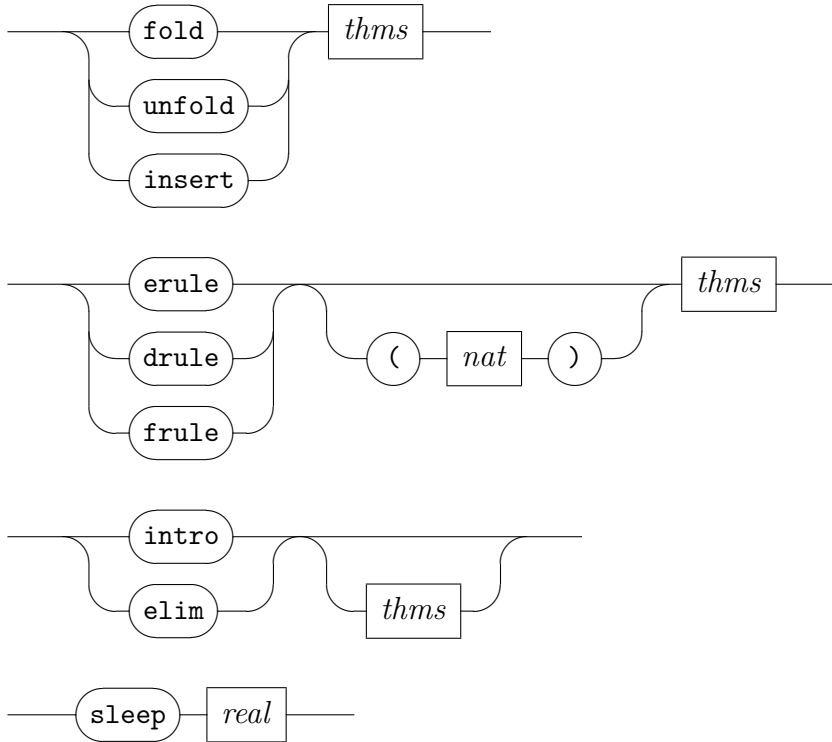 fold thms
unfold
insert
erule thms
drule ( nat )
frule
intro
elim thms
sleep real